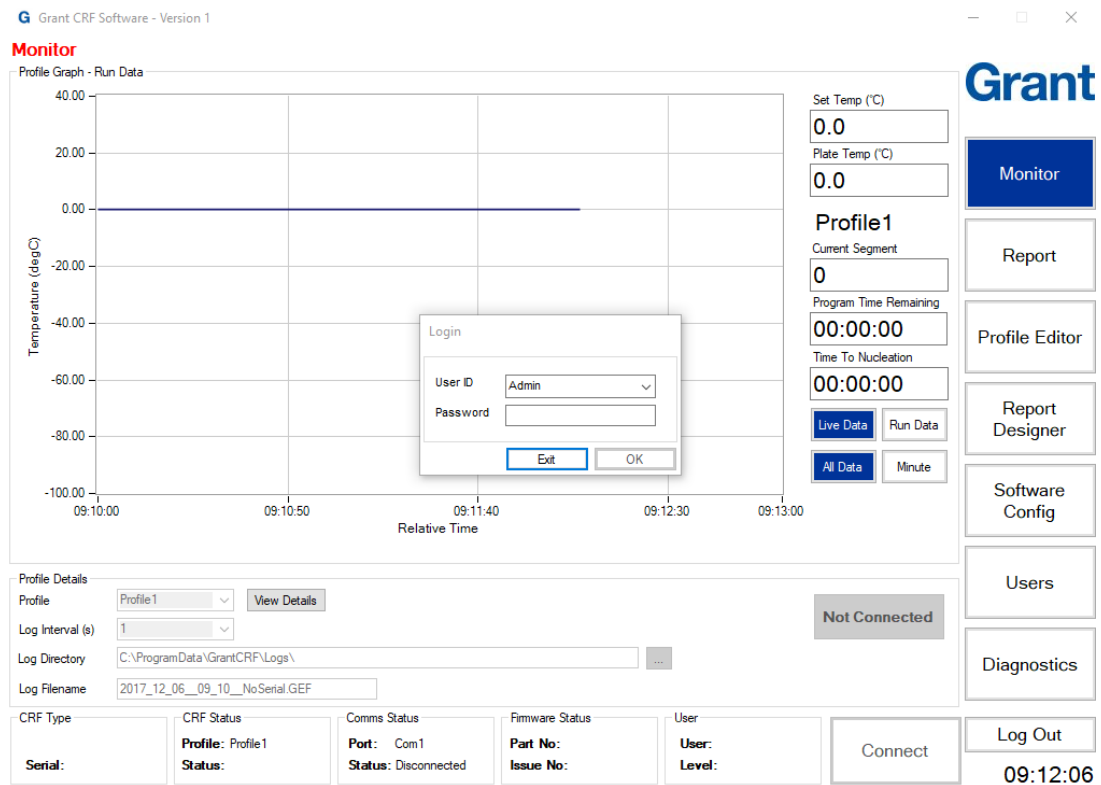 G Grant CRF Software - Version 1
Monitor
Profile Graph - Run Data
Grant
40.00
20.00
0.00
-20.00
-40.00
-60.00
-80.00
-100.00
Temperature (degC)
09:10:00 09:10:50 09:11:40 09:12:30 09:13:00
Relative Time
Set Temp (°C)
0.0
Plate Temp (°C)
0.0
Profile1
Current Segment
0
Program Time Remaining
00:00:00
Time To Nucleation
00:00:00
Live Data Run Data
All Data Minute
Login
User ID Admin
Password
Exit OK
Monitor
Report
Profile Editor
Report
Designer
Software
Config
Users
Diagnostics
Log Out
09:12:06
Profile Details
Profile Profile1 View Details
Log Interval (s) 1
Log Directory C:\ProgramData\GrantCRF\Logs\ ...
Log Filename 2017_12_06__09_10__NoSerial.GEF
Not Connected
CRF Type
Serial:
CRF Status
Profile: Profile1
Status:
Comms Status
Port: Com1
Status: Disconnected
Firmware Status
Part No:
Issue No:
User
User:
Level:
Connect